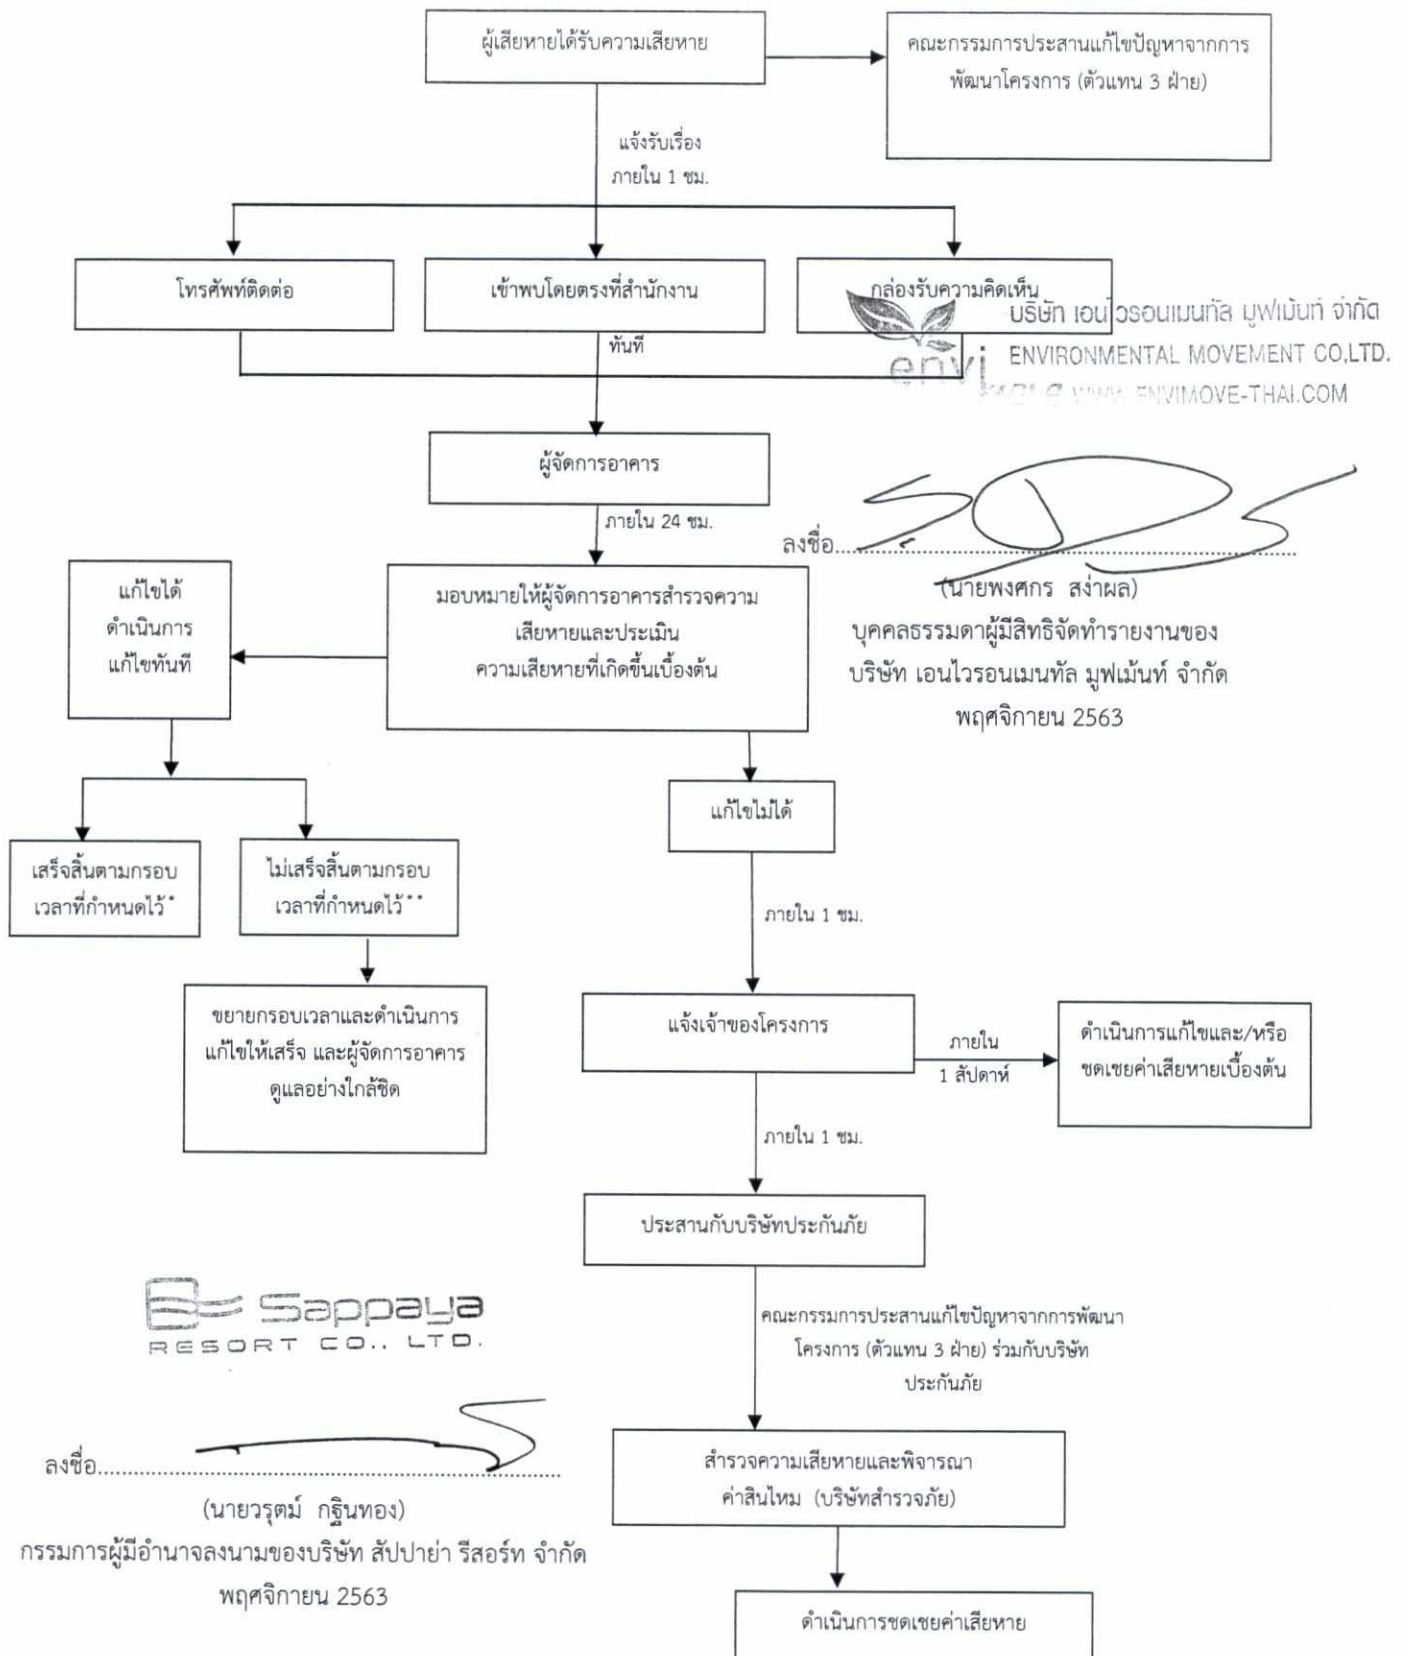 ผู้เสียหายได้รับความเสียหาย
คณะกรรมการประสานแก้ไขปัญหาจากการ
พัฒนาโครงการ (ตัวแทน 3 ฝ่าย)
แจ้งรับเรื่อง
ภายใน 1 ชม.
โทรศัพท์ติดต่อ
เข้าพบโดยตรงที่สำนักงาน
กล่องรับความคิดเห็น
ทันที
บริษัท เอนไวรอนเมนทัล มูฟเม้นท์ จำกัด
ENVIRONMENTAL MOVEMENT CO,LTD.
envi
WWW.ENVIMOVE-THAI.COM
ผู้จัดการอาคาร
ภายใน 24 ชม.
ลงชื่อ
(นายพงศกร สง่าผล)
บุคคลธรรมดาผู้มีสิทธิจัดทำรายงานของ
บริษัท เอนไวรอนเมนทัล มูฟเม้นท์ จำกัด
พฤศจิกายน 2563
แก้ไขได้
ดำเนินการ
แก้ไขทันที
มอบหมายให้ผู้จัดการอาคารสำรวจความ
เสียหายและประเมิน
ความเสียหายที่เกิดขึ้นเบื้องต้น
แก้ไขไม่ได้
เสร็จสิ้นตามกรอบ
เวลาที่กำหนดไว้*
ไม่เสร็จสิ้นตามกรอบ
เวลาที่กำหนดไว้**
ภายใน 1 ชม.
ขยายกรอบเวลาและดำเนินการ
แก้ไขให้เสร็จ และผู้จัดการอาคาร
ดูแลอย่างใกล้ชิด
แจ้งเจ้าของโครงการ
ภายใน
1 สัปดาห์
ดำเนินการแก้ไขและ/หรือ
ชดเชยค่าเสียหายเบื้องต้น
ภายใน 1 ชม.
ประสานกับบริษัทประกันภัย
Sappaya
RESORT CO., LTD.
คณะกรรมการประสานแก้ไขปัญหาจากการพัฒนา
โครงการ (ตัวแทน 3 ฝ่าย) ร่วมกับบริษัท
ประกันภัย
ลงชื่อ
(นายวรุตม์ กฐินทอง)
กรรมการผู้มีอำนาจลงนามของบริษัท สัปปาย่า รีสอร์ท จำกัด
พฤศจิกายน 2563
สำรวจความเสียหายและพิจารณา
ค่าสินไหม (บริษัทสำรวจภัย)
ดำเนินการชดเชยค่าเสียหาย